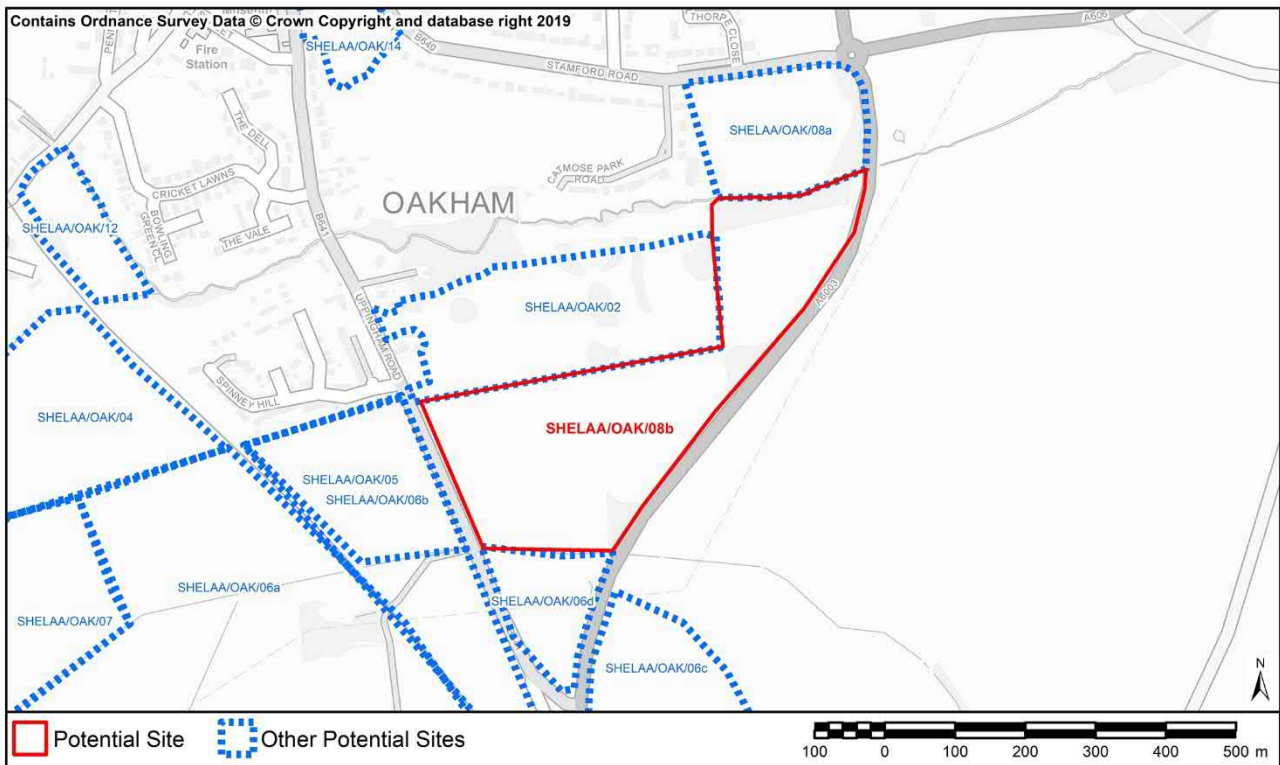 Contains Ordnance Survey Data © Crown Copyright and database right 2019
Fire
Station
SHELAA/OAK/14
B640
STAMFORD ROAD
THORPE CLOSE
A606
THE DELL
CRICKET LAWNS
BOWLING
THE VALE
SHELAA/OAK/12
B641
OAKHAM
CATMOSE PARK
ROAD
SHELAA/OAK/08a
UPPINGHAM ROAD
SHELAA/OAK/02
A6003
SPINNEY HILL
SHELAA/OAK/04
SHELAA/OAK/08b
SHELAA/OAK/05
SHELAA/OAK/06b
SHELAA/OAK/06a
SHELAA/OAK/07
SHELAA/OAK/06d
SHELAA/OAK/06c
N
Potential Site
Other Potential Sites
100 0 100 200 300 400 500 m